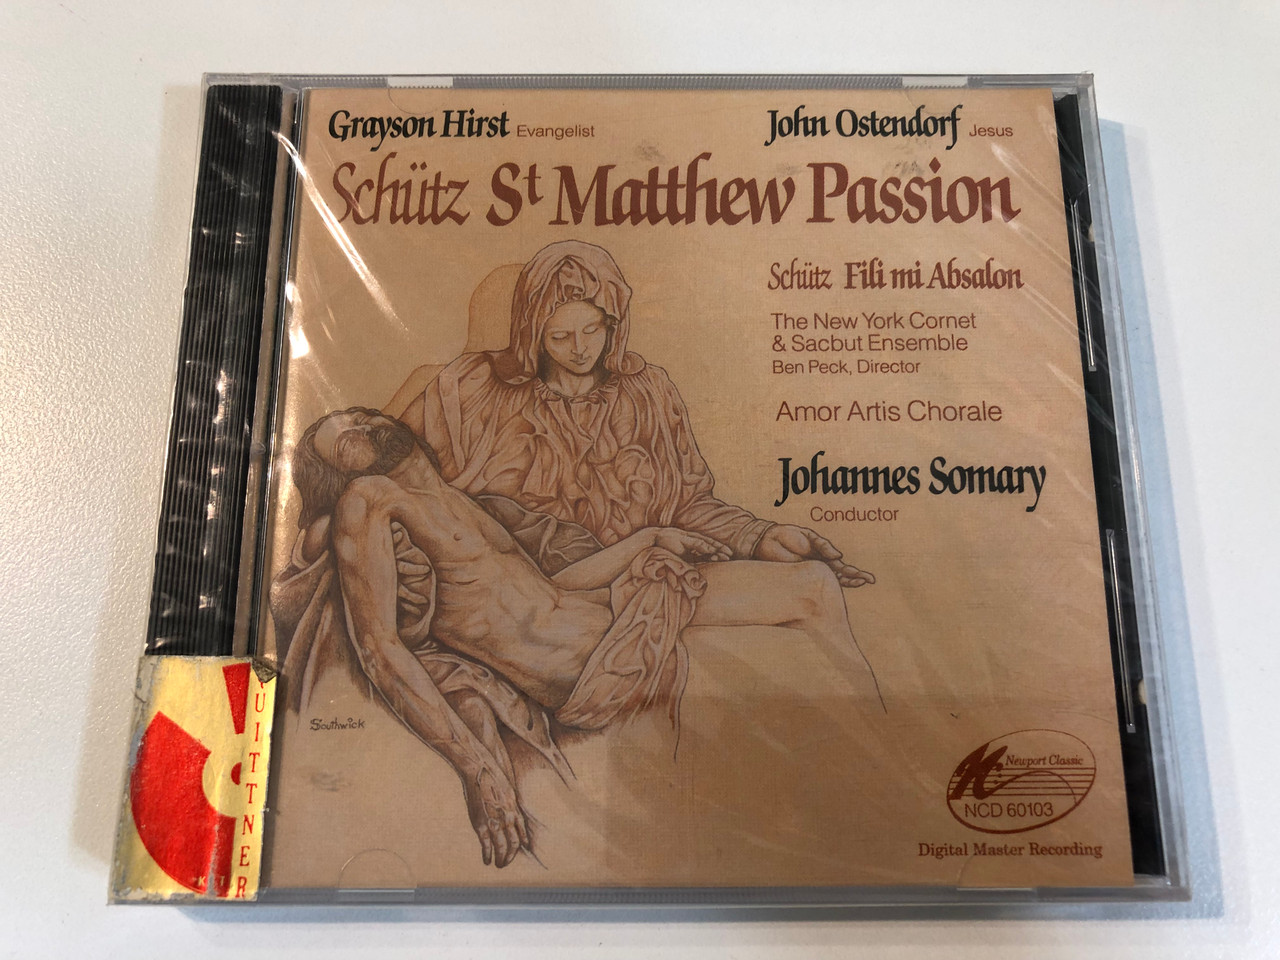 Grayson Hirst Evangelist
John Ostendorf Jesus
Schütz St Matthew Passion
Schütz Fili mi Absalon
The New York Cornet
& Sacbut Ensemble
Ben Peck, Director
Amor Artis Chorale
Johannes Somary
Conductor
Southwick
Newport Classic
NCD 60103
Digital Master Recording
QUITTNER